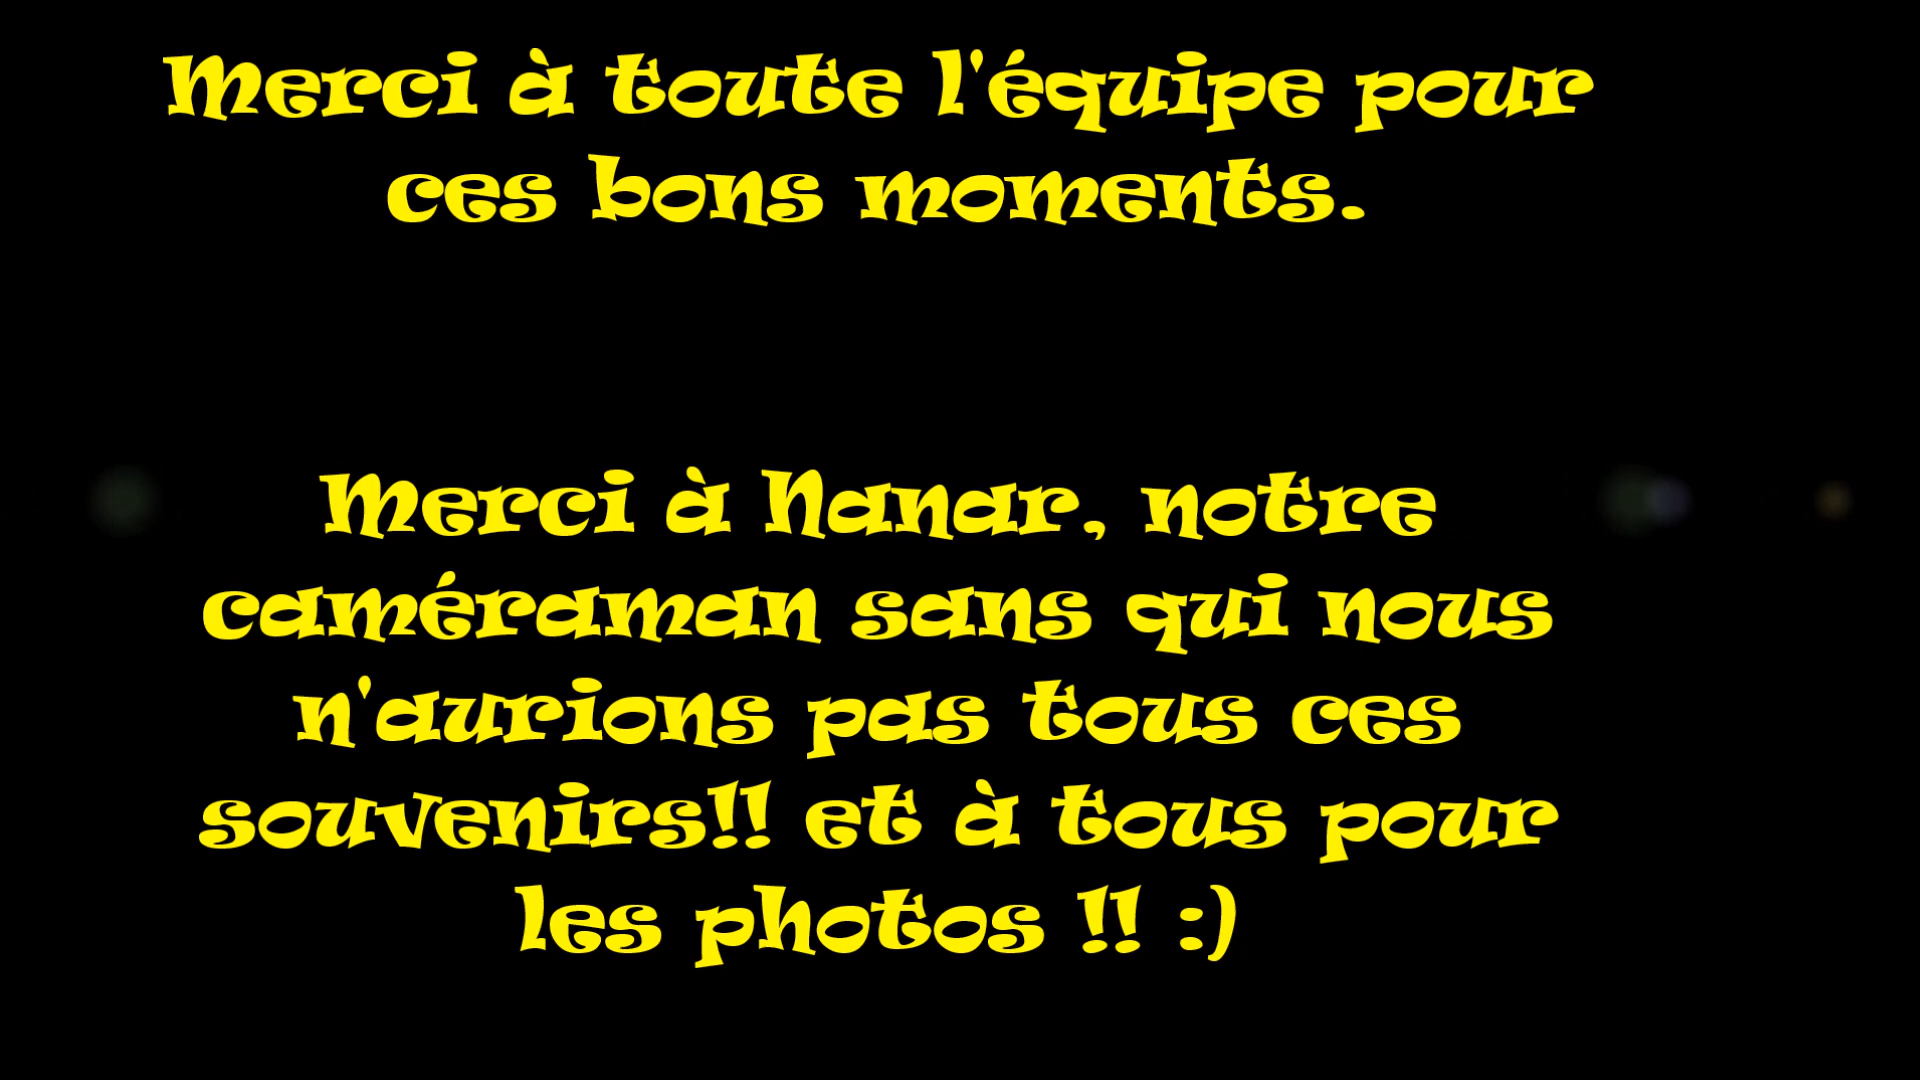 Merci à toute l'équipe pour
ces bons moments.
Merci à Nanar, notre
caméraman sans qui nous
n'aurions pas tous ces
souvenirs!! et à tous pour
les photos !! :)